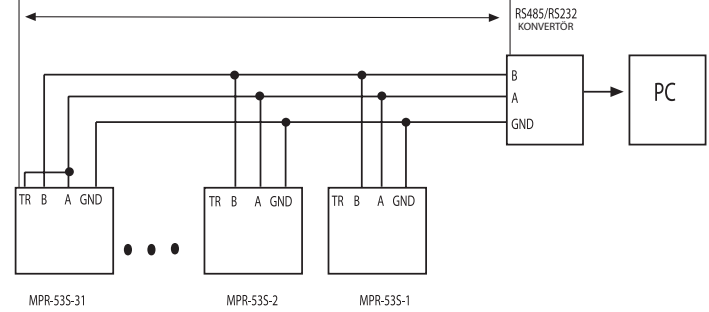 RS485/RS232
KONVERTÖR
B
A
GND
PC
TR B A GND
TR B A GND
TR B A GND
MPR-53S-31
MPR-53S-2
MPR-53S-1